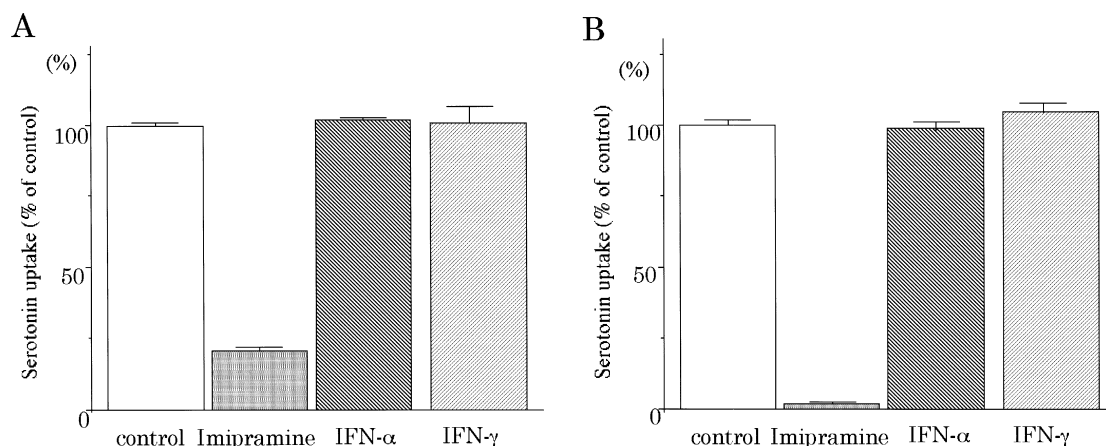 A
(%)
Serotonin uptake (% of control)
100
50
0
control Imipramine IFN-α IFN-γ
B
(%)
Serotonin uptake (% of control)
100
50
0
control Imipramine IFN-α IFN-γ